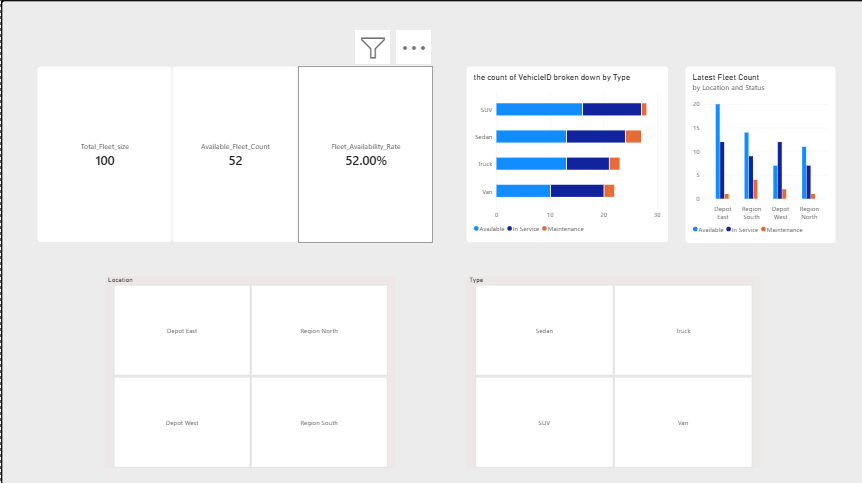 Total_Fleet_size
100
Available_Fleet_Count
52
Fleet_Availability_Rate
52.00%
the count of VehicleID broken down by Type
SUV
Sedan
Truck
Van
0 10 20 30
Available In Service Maintenance
Latest Fleet Count
by Location and Status
20
15
10
5
0
Depot East
Region South
Depot West
Region North
Available In Service Maintenance
Location
Depot East Region North
Depot West Region South
Type
Sedan Truck
SUV Van